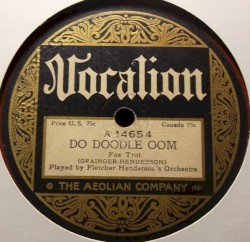 Vocalion
Price U.S. 75c Canada 75c
A 14654
DO DOODLE OOM
Fox Trot
(GRAINGER-HENDERSON)
Played by Fletcher Henderson's Orchestra
© THE AEOLIAN COMPANY